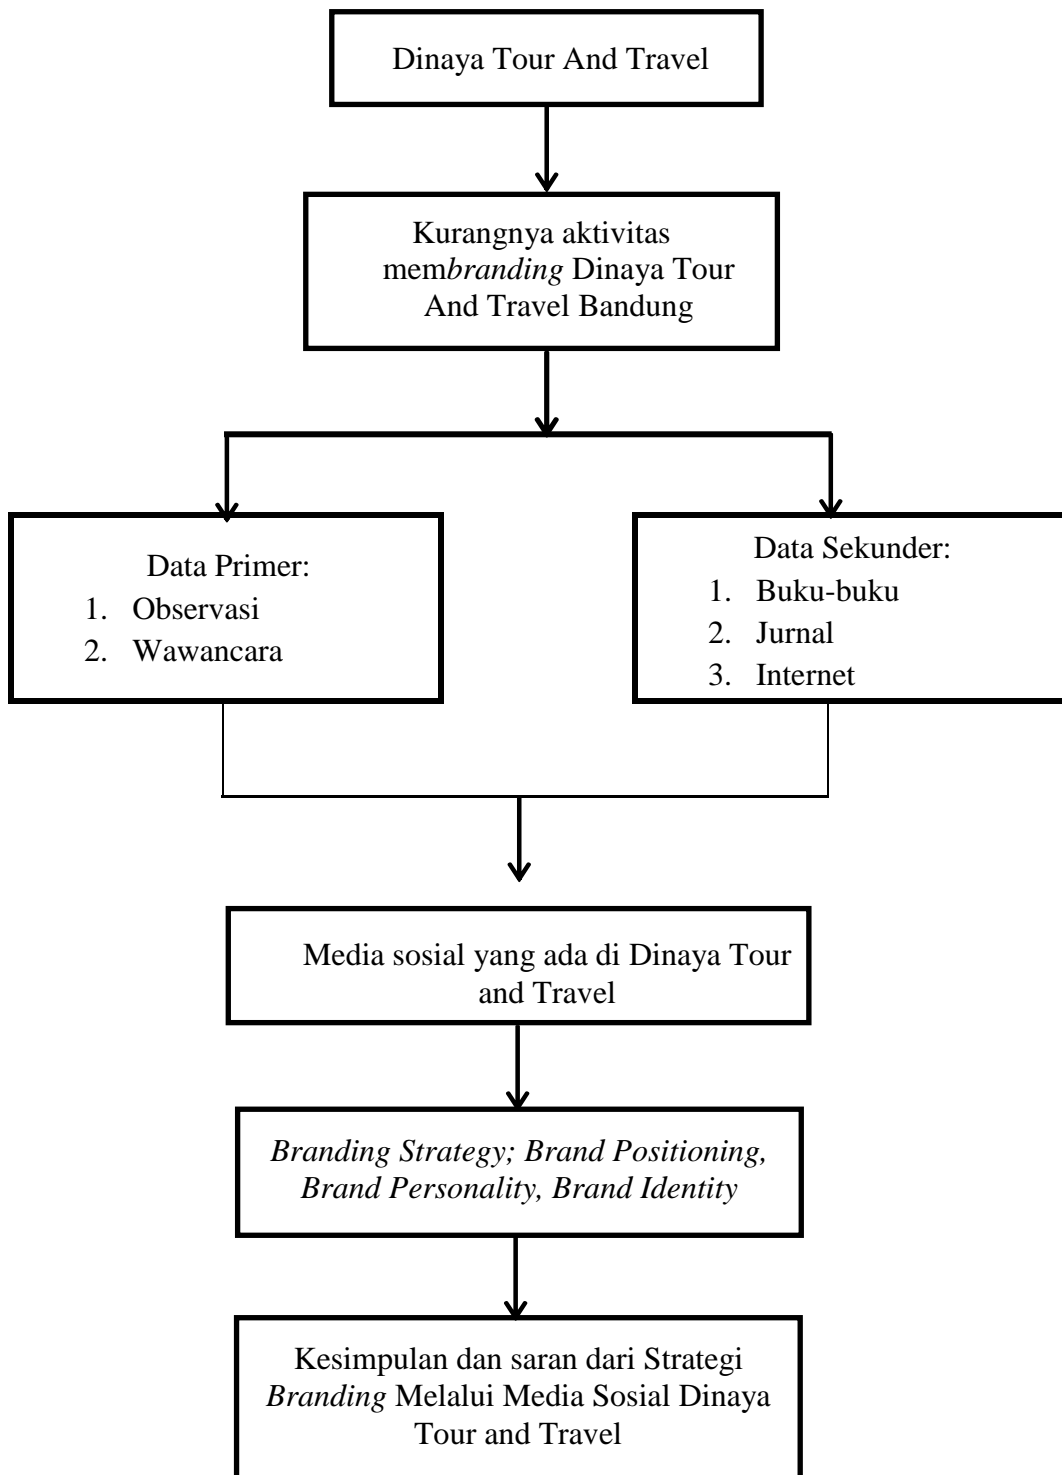 Dinaya Tour And Travel
Kurangnya aktivitas
membranding Dinaya Tour
And Travel Bandung
Data Primer:
1. Observasi
2. Wawancara
Data Sekunder:
1. Buku-buku
2. Jurnal
3. Internet
Media sosial yang ada di Dinaya Tour
and Travel
Branding Strategy; Brand Positioning,
Brand Personality, Brand Identity
Kesimpulan dan saran dari Strategi
Branding Melalui Media Sosial Dinaya
Tour and Travel